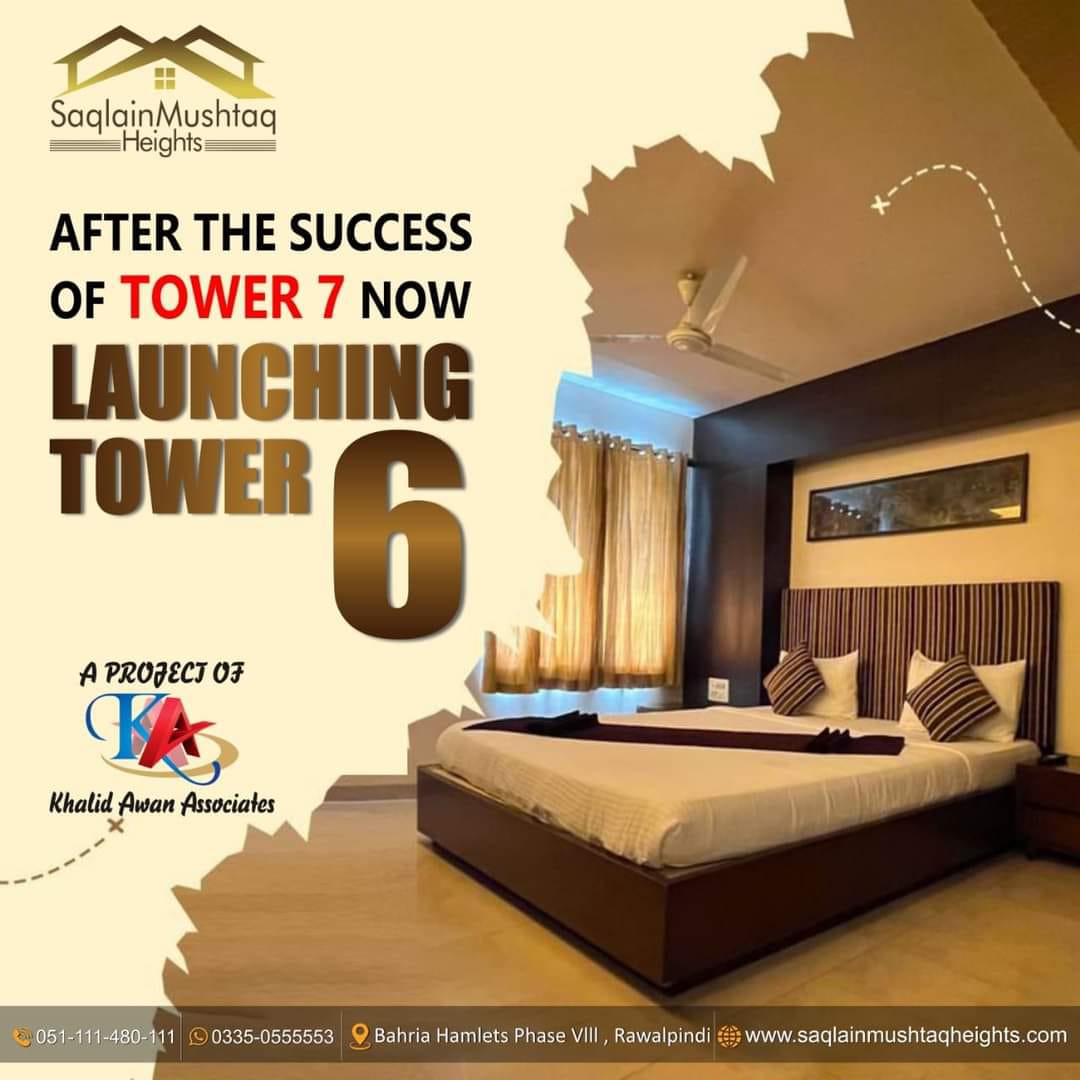 SaqlainMushtaq
Heights
AFTER THE SUCCESS
OF TOWER 7 NOW
LAUNCHING
TOWER 6
A PROJECT OF
KA
Khalid Awan Associates
051-111-480-111 0335-0555553 Bahria Hamlets Phase Vlll , Rawalpindi www.saqlainmushtaqheights.com